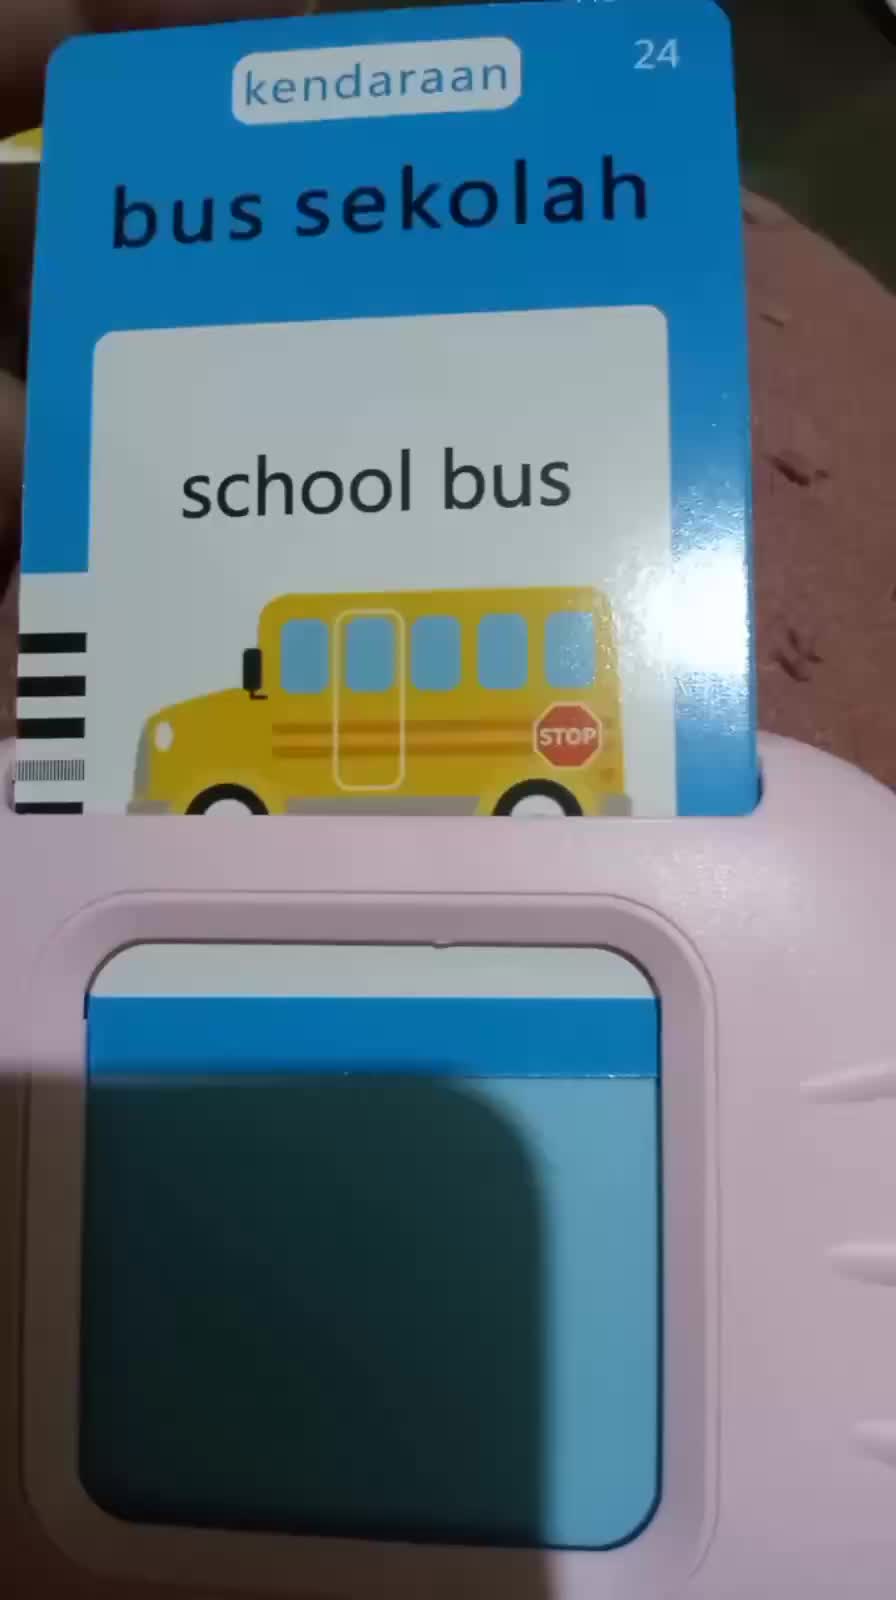 kendaraan
24
bus sekolah
school bus
STOP